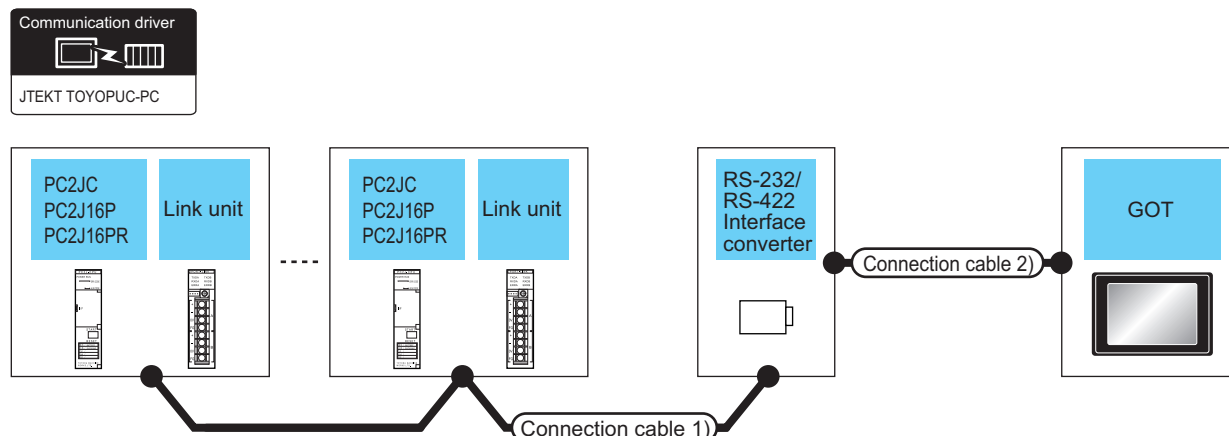 Communication driver
JTEKT TOYOPUC-PC
PC2JC
PC2J16P
PC2J16PR
Link unit
PC2JC
PC2J16P
PC2J16PR
Link unit
RS-232/
RS-422
Interface
converter
GOT
Connection cable 2)
Connection cable 1)